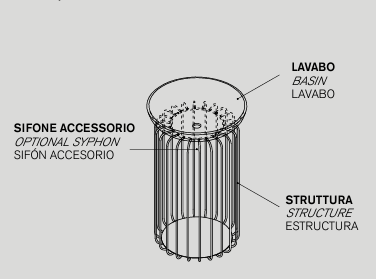 LAVABO
BASIN
LAVABO
SIFONE ACCESSORIO
OPTIONAL SYPHON
SIFÓN ACCESORIO
STRUTTURA
STRUCTURE
ESTRUCTURA